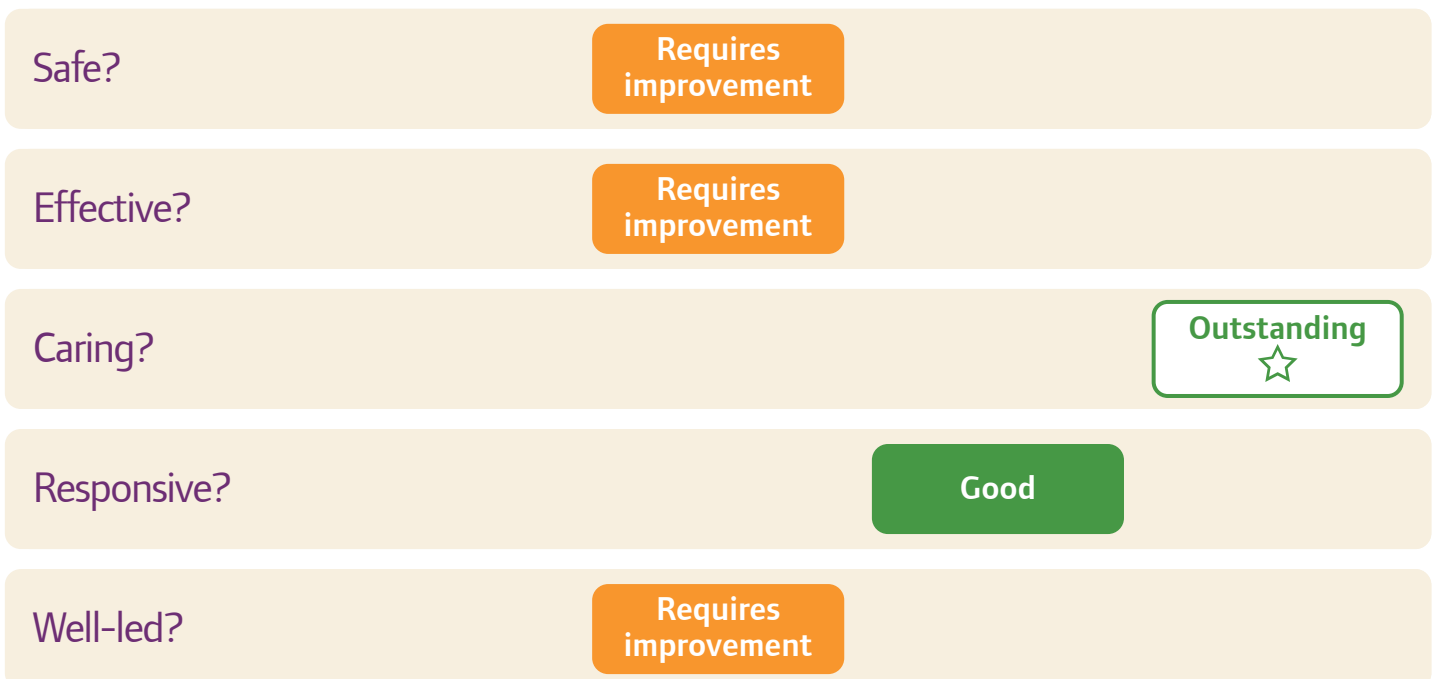 Safe?
Requires
improvement
Effective?
Requires
improvement
Caring?
Outstanding
Responsive?
Good
Well-led?
Requires
improvement